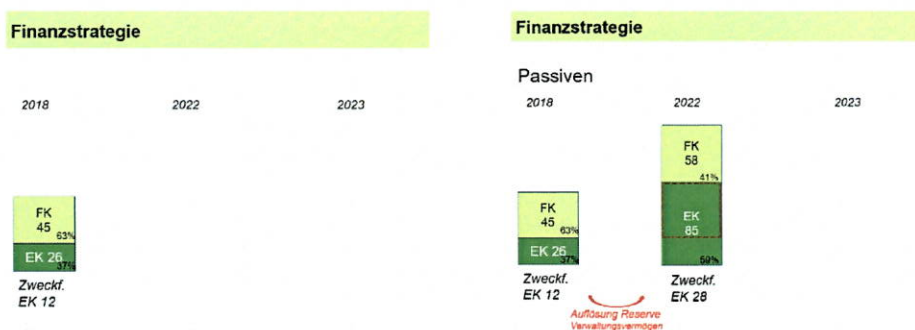 Finanzstrategie
2018 2022 2023
FK
45
63%
EK 26
37%
Zweckf.
EK 12
Finanzstrategie
Passiven
2018 2022 2023
FK
58
41%
FK
45
63%
EK
85
EK 26
37%
59%
Zweckf.
EK 12
Zweckf.
EK 28
Auflösung Reserve
Verwaltungsvermögen